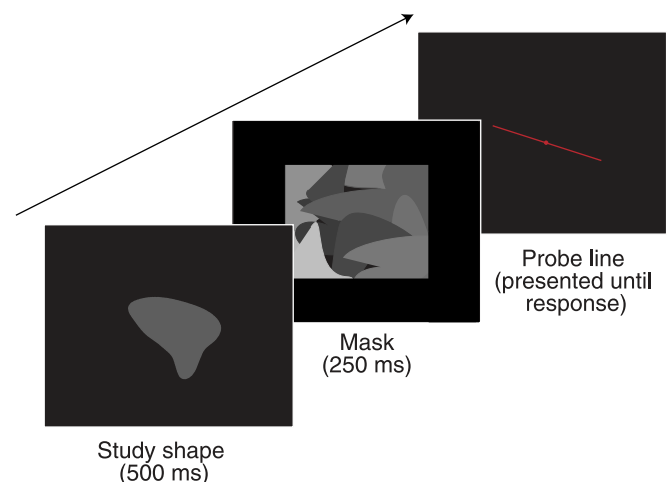 Study shape
(500 ms)
Mask
(250 ms)
Probe line
(presented until
response)